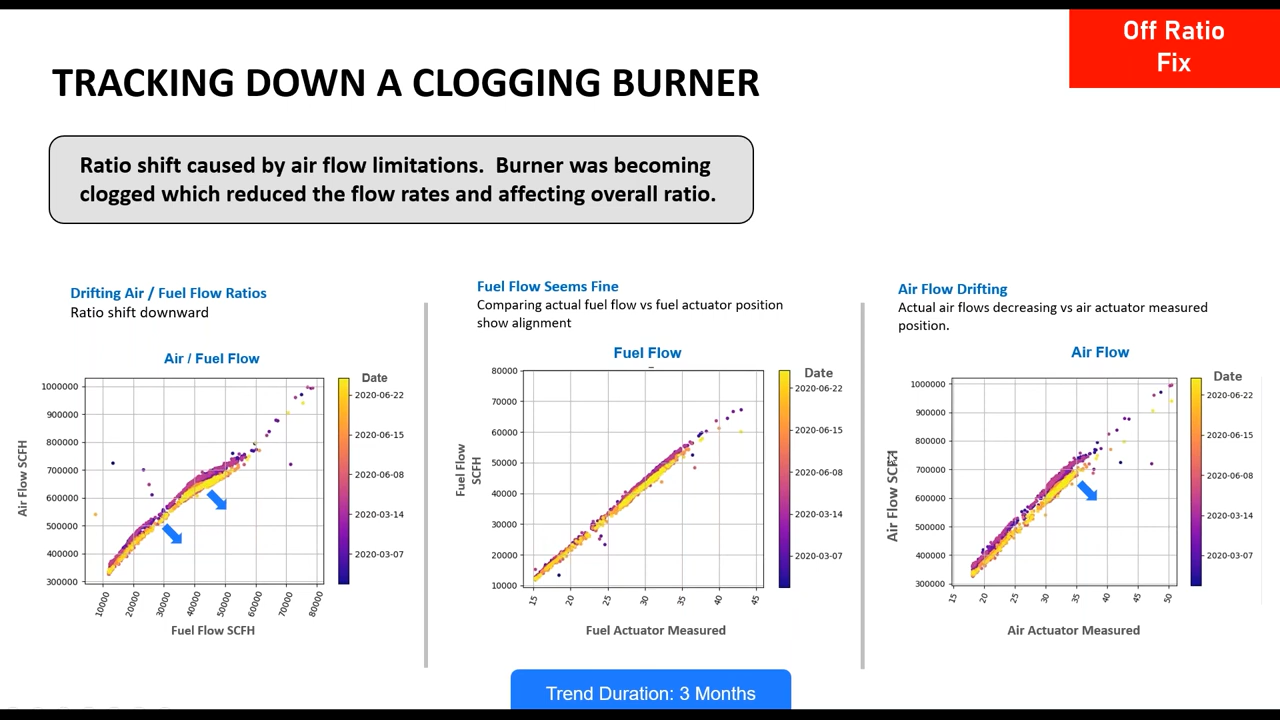 Off Ratio
Fix
TRACKING DOWN A CLOGGING BURNER
Ratio shift caused by air flow limitations.  Burner was becoming
clogged which reduced the flow rates and affecting overall ratio.
Drifting Air / Fuel Flow Ratios
Ratio shift downward
Air / Fuel Flow
Date
Air Flow SCFH
1000000
900000
800000
700000
600000
500000
400000
300000
10000
20000
30000
40000
50000
60000
70000
80000
2020-06-22
2020-06-15
2020-06-08
2020-03-14
2020-03-07
Fuel Flow SCFH
Fuel Flow Seems Fine
Comparing actual fuel flow vs fuel actuator position
show alignment
Fuel Flow
Date
Fuel Flow
SCFH
80000
70000
60000
50000
40000
30000
20000
10000
15
20
25
30
35
40
45
2020-06-22
2020-06-15
2020-06-08
2020-03-14
2020-03-07
Fuel Actuator Measured
Air Flow Drifting
Actual air flows decreasing vs air actuator measured
position.
Air Flow
Date
Air Flow SCFH
1000000
900000
800000
700000
600000
500000
400000
300000
15
20
25
30
35
40
45
50
2020-06-22
2020-06-15
2020-06-08
2020-03-14
2020-03-07
Air Actuator Measured
Trend Duration: 3 Months